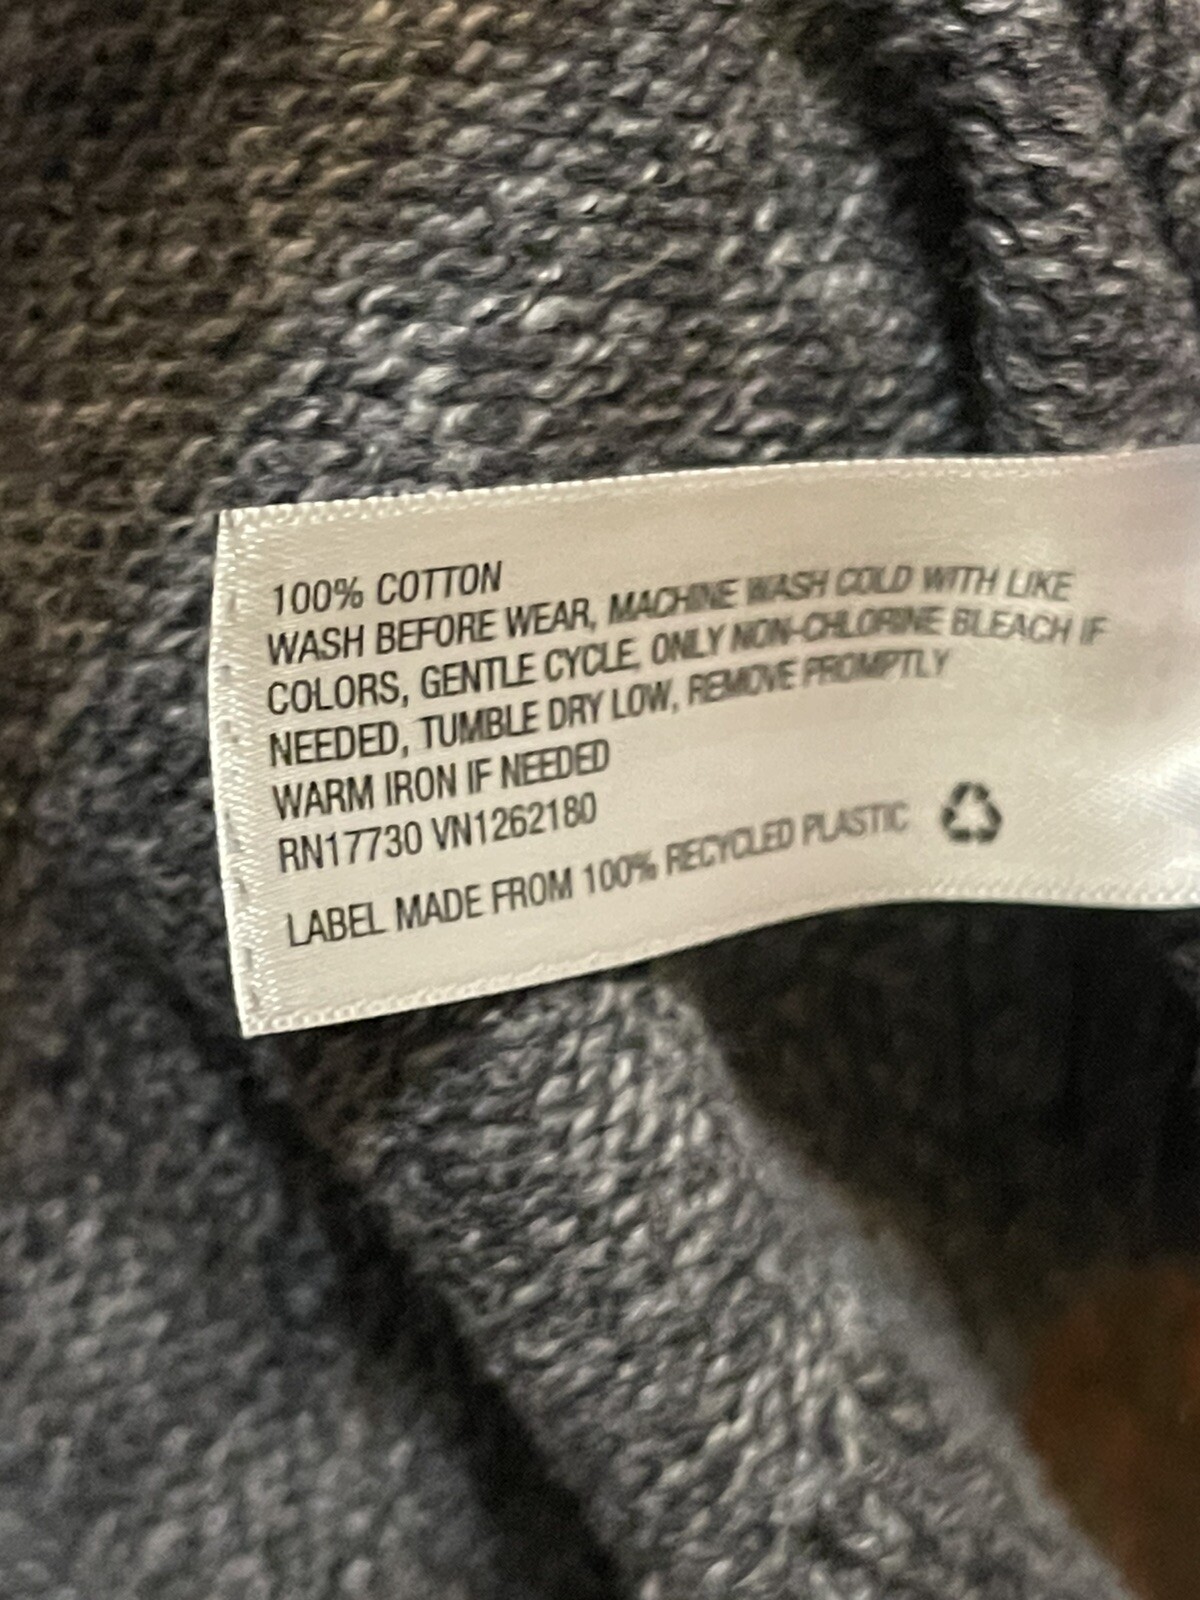 100% COTTON
WASH BEFORE WEAR, MACHINE WASH COLD WITH LIKE
COLORS, GENTLE CYCLE, ONLY NON-CHLORINE BLEACH IF
NEEDED, TUMBLE DRY LOW, REMOVE PROMPTLY
WARM IRON IF NEEDED
RN17730 VN1262180
LABEL MADE FROM 100% RECYCLED PLASTIC